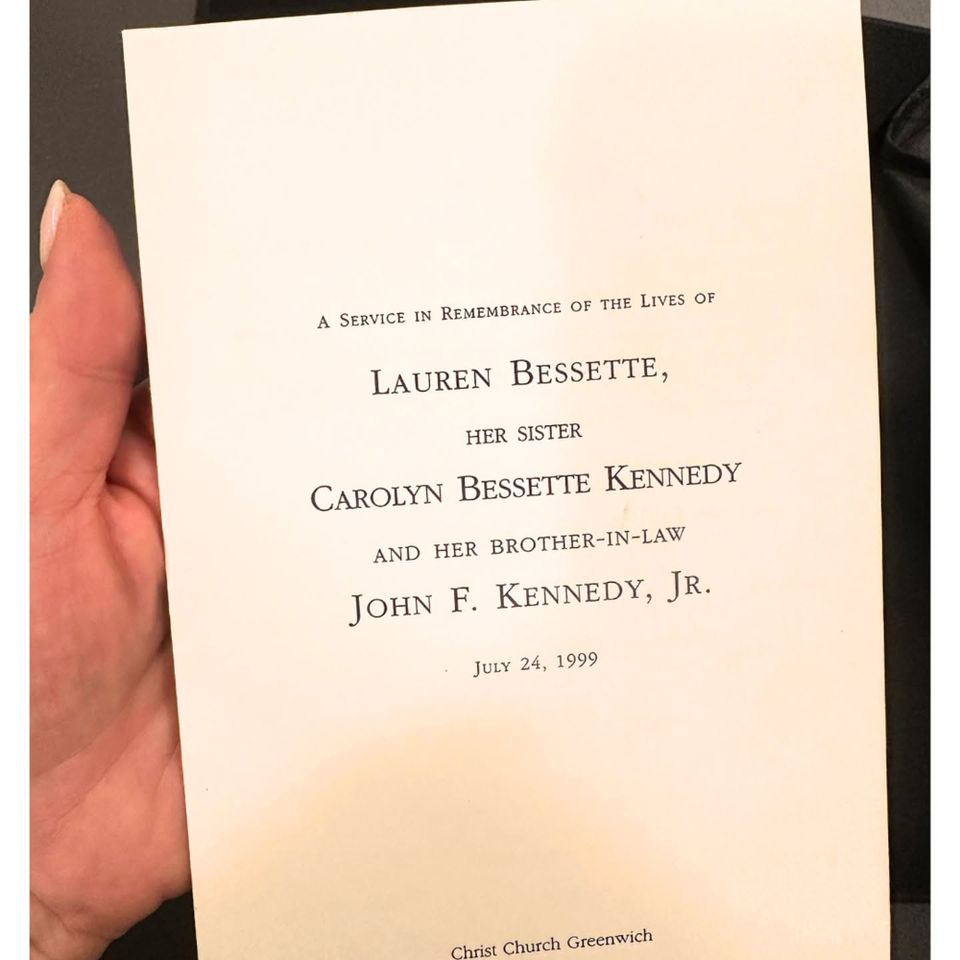 A Service in Remembrance of the Lives of
Lauren Bessette,
her sister
Carolyn Bessette Kennedy
and her brother-in-law
John F. Kennedy, Jr.
July 24, 1999
Christ Church Greenwich